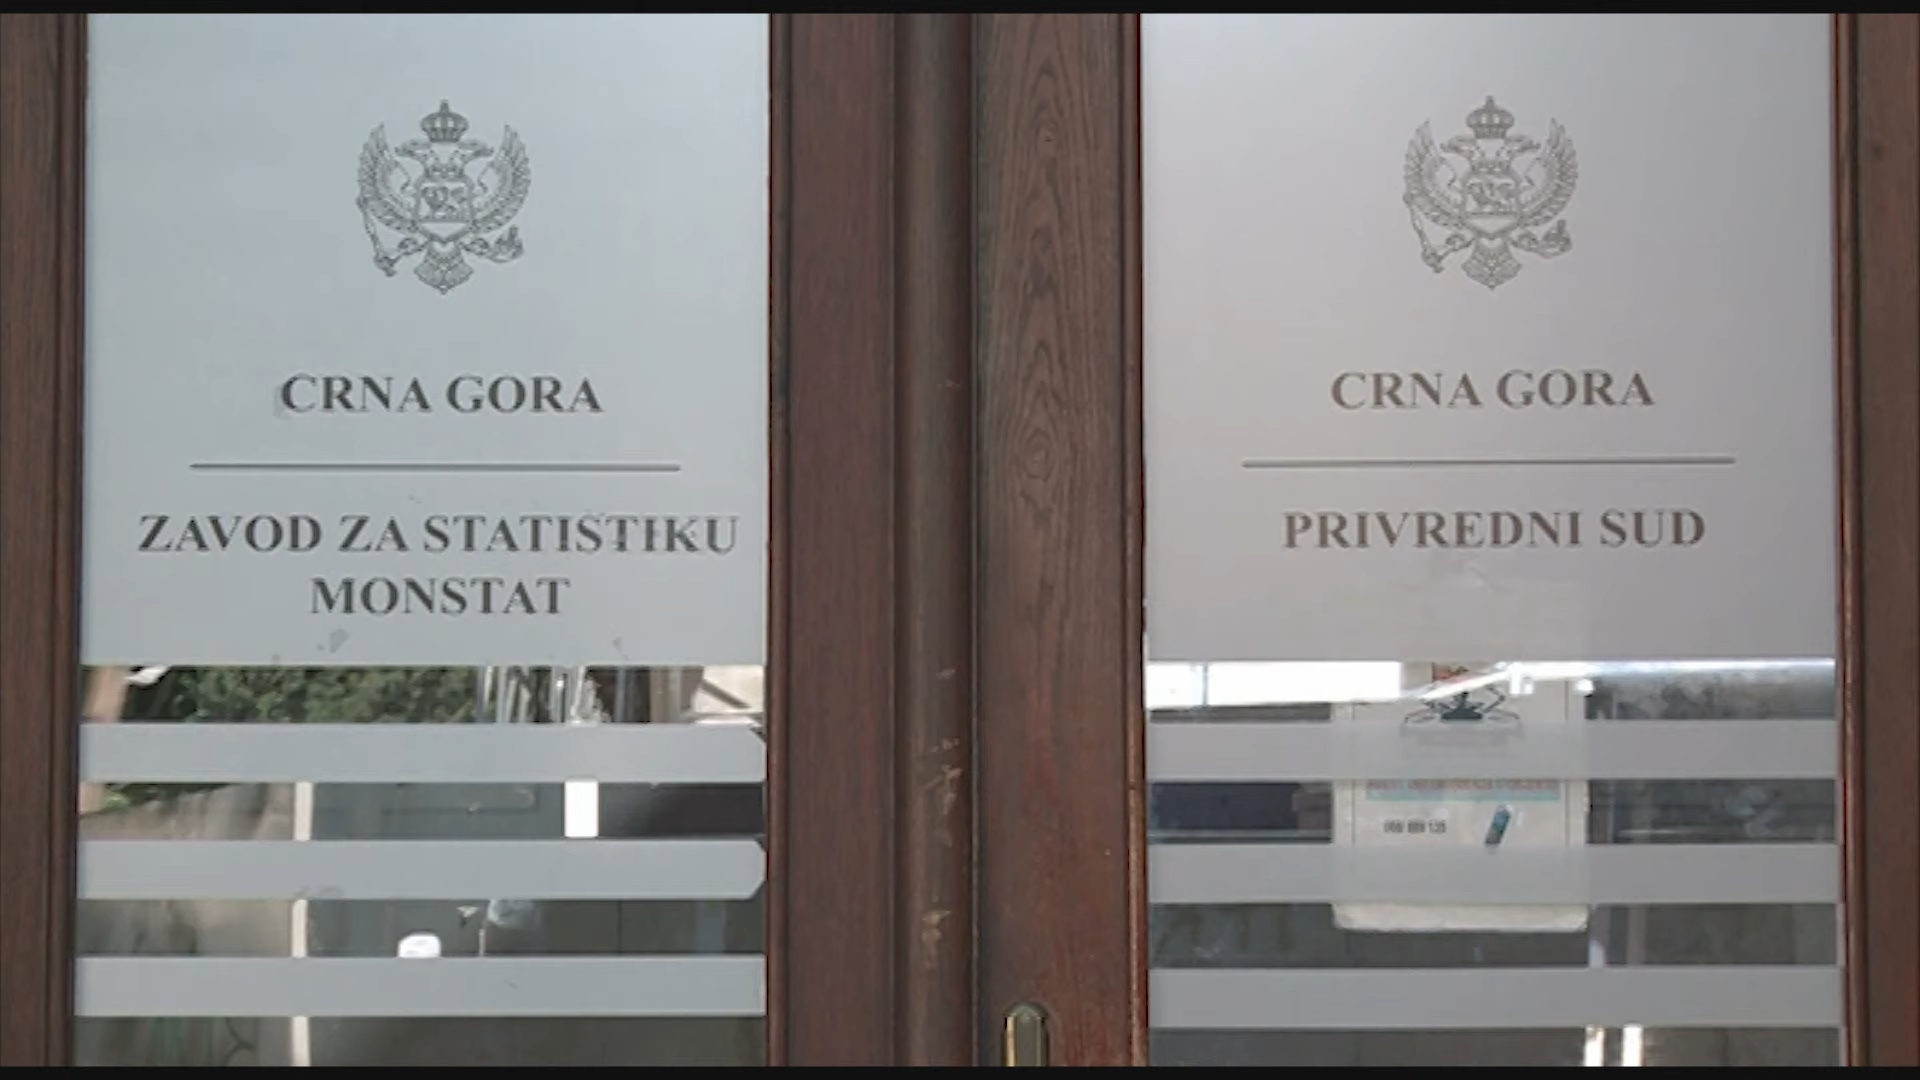 CRNA GORA
ZAVOD ZA STATISTIKU
MONSTAT
CRNA GORA
PRIVREDNI SUD